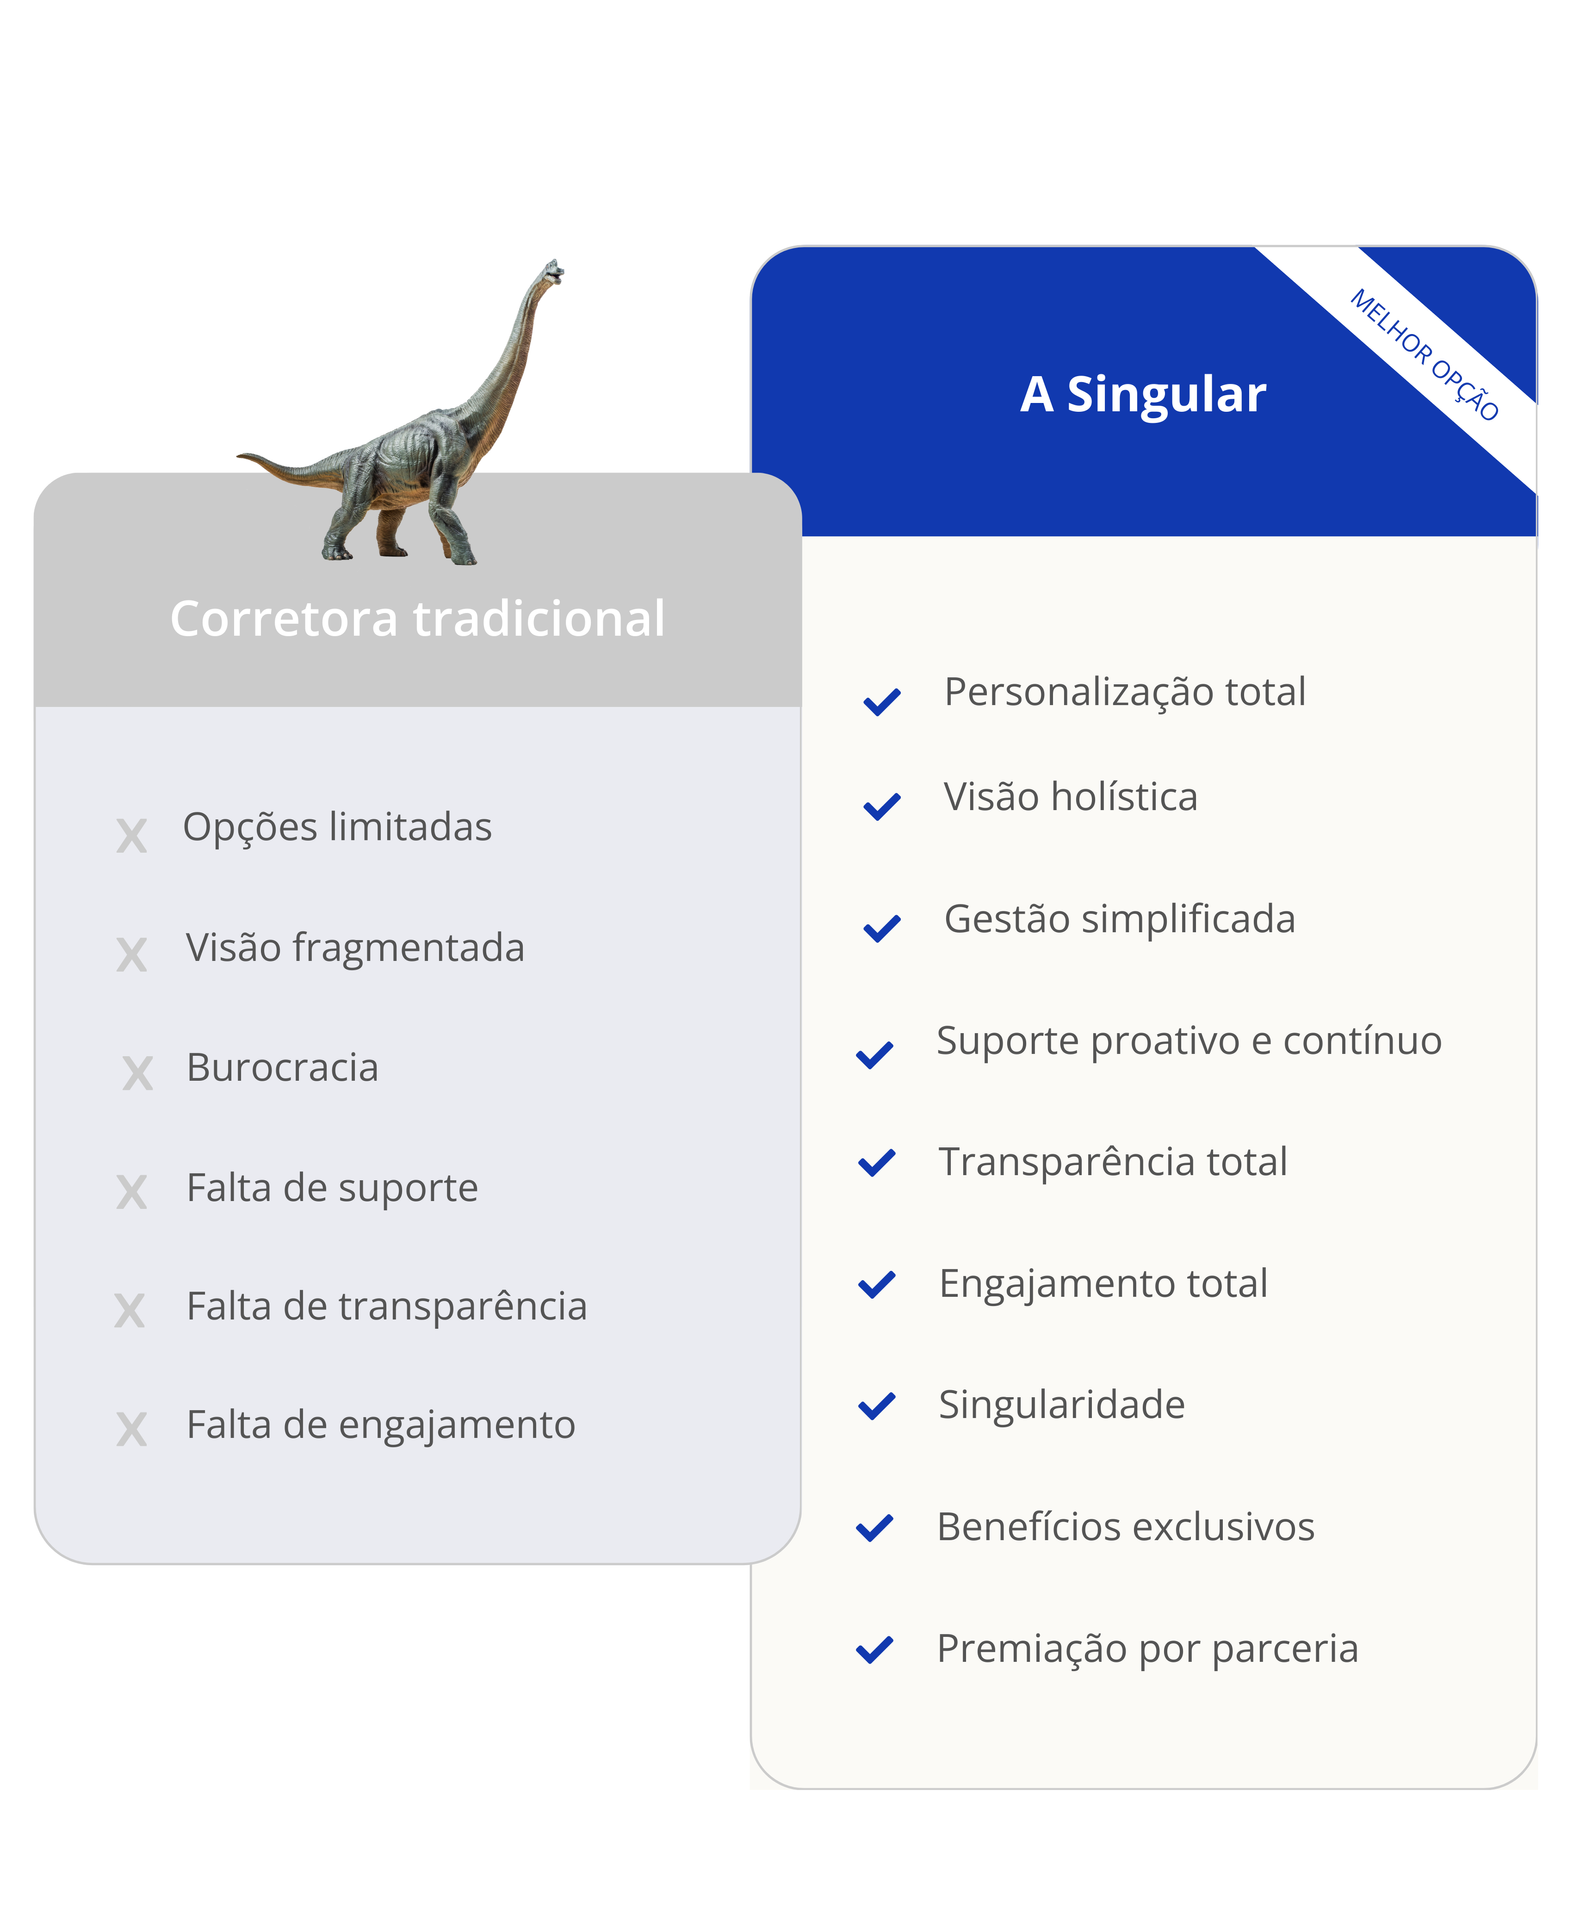 Corretora tradicional
X Opções limitadas
X Visão fragmentada
X Burocracia
X Falta de suporte
X Falta de transparência
X Falta de engajamento
MELHOR OPÇÃO
A Singular
Personalização total
Visão holística
Gestão simplificada
Suporte proativo e contínuo
Transparência total
Engajamento total
Singularidade
Benefícios exclusivos
Premiação por parceria